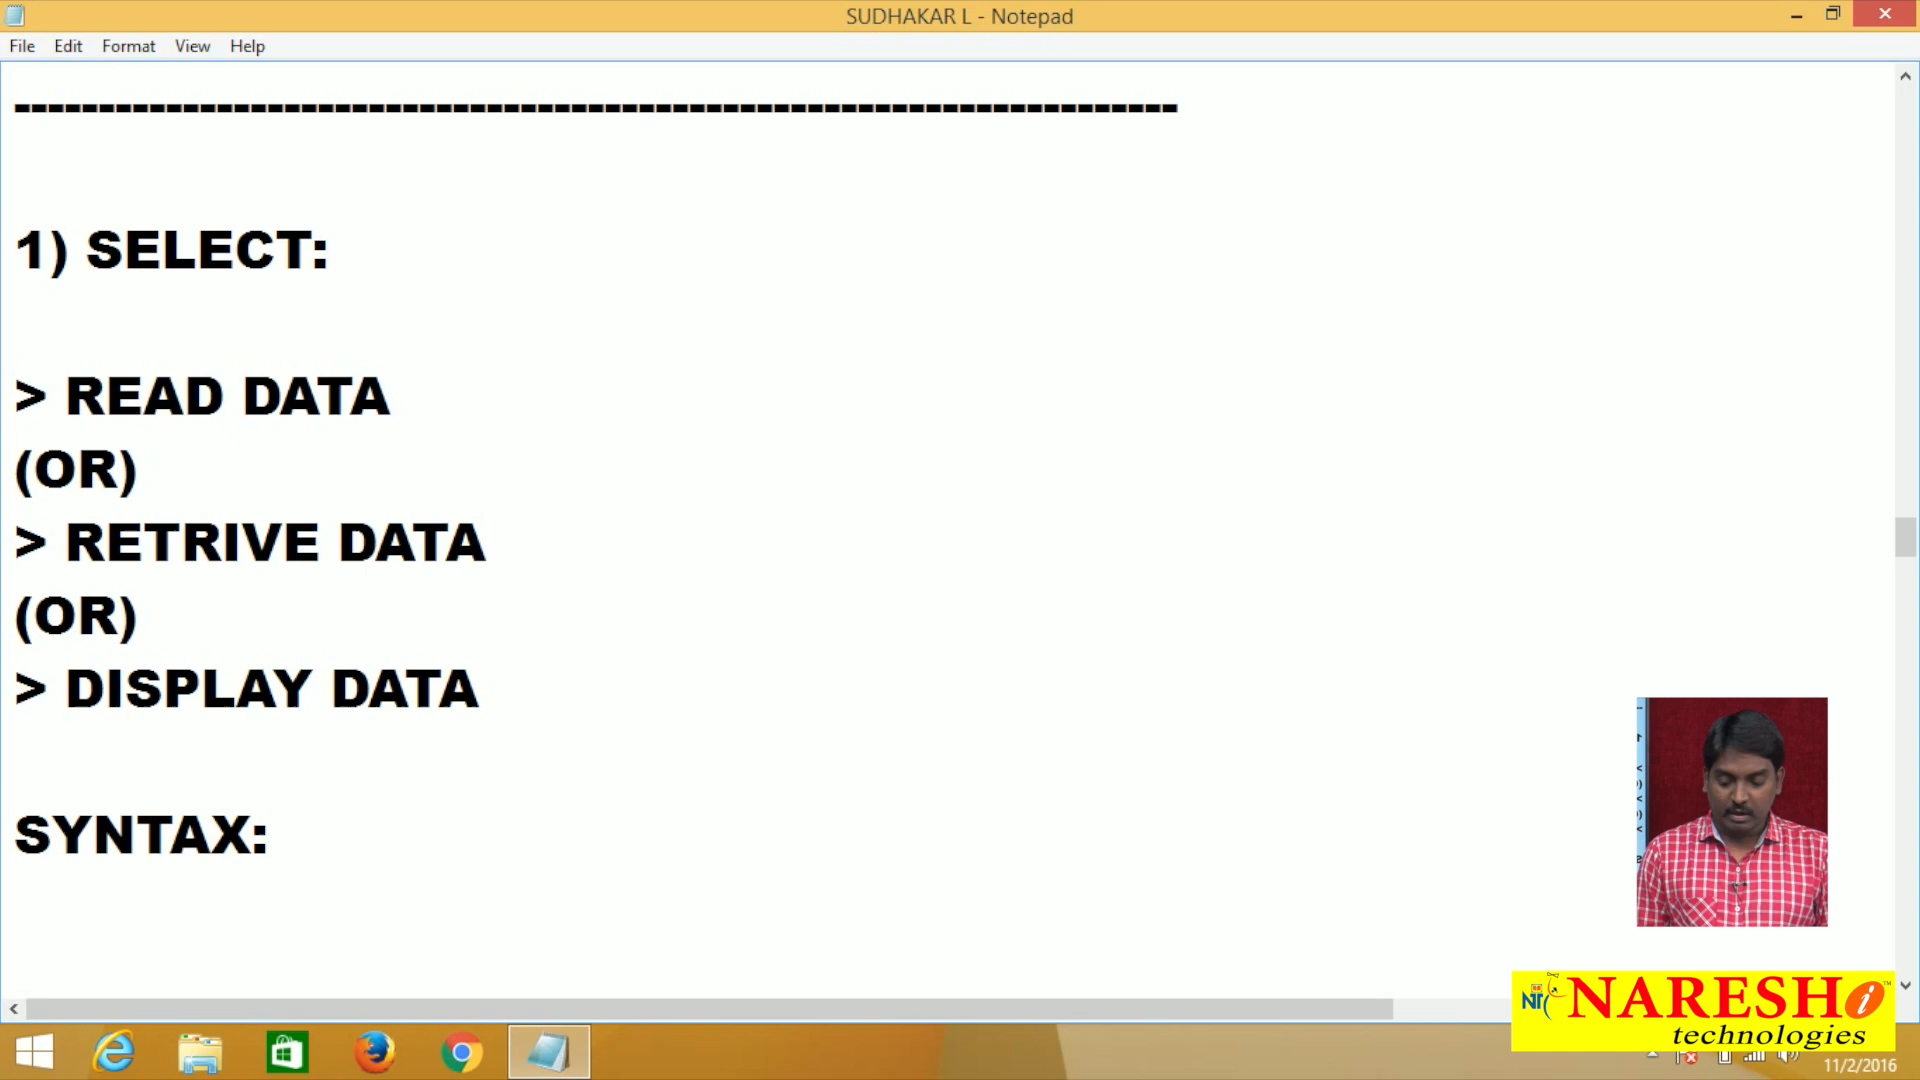 SUDHAKAR L - Notepad
File Edit Format View Help
---------------------------------------------------------------------
1) SELECT:
> READ DATA
(OR)
> RETRIVE DATA
(OR)
> DISPLAY DATA
SYNTAX:
NARESH i ™
technologies
11/2/2016